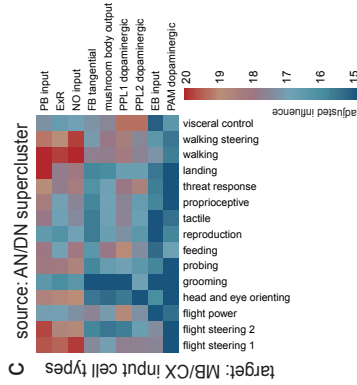 C
source: AN/DN supercluster
target: MB/CX input cell types
PB input
ExR
NO input
FB tangential
mushroom body output
PPL1 dopaminergic
PPL2 dopaminergic
EB input
PAM dopaminergic
visceral control
walking steering
walking
landing
threat response
proprioceptive
tactile
reproduction
feeding
probing
grooming
head and eye orienting
flight power
flight steering 2
flight steering 1
20
19
18
17
16
15
adjusted influence